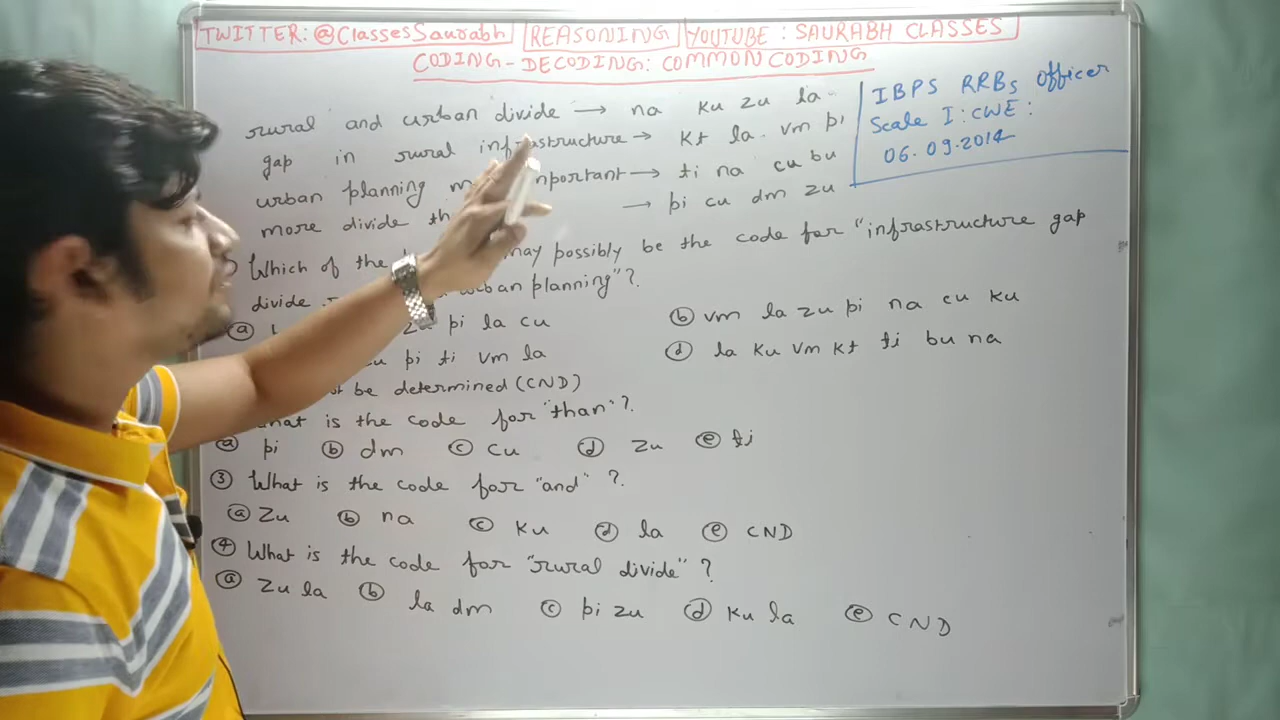 TWITTER: @ClassesSaurabh REASONING YOUTUBE: SAURABH CLASSES
CODING-DECODING: COMMON CODING
IBPS RRBs Officer
Scale I: CWE:
06.09.2014
rural and urban divide → na ku zu la
gap in rural infrastructure → kt la vm pi
urban planning → ti na cu bu
more divide → pi cu dm zu
Which of the may possibly be the code for "infrastructure gap
divide planning"?
(a) pi la cu
(b) vm la zu pi na cu ku
pi ti vm la
(d) la ku vm kt ti bu na
be determined (CND)
is the code for "than"?
(a) pi (b) dm (c) cu (d) zu (e) ti
(3) What is the code for "and" ?
(a) zu (b) na (c) ku (d) la (e) CND
(4) What is the code for "rural divide" ?
(a) zu la (b) la dm (c) pi zu (d) ku la (e) CND